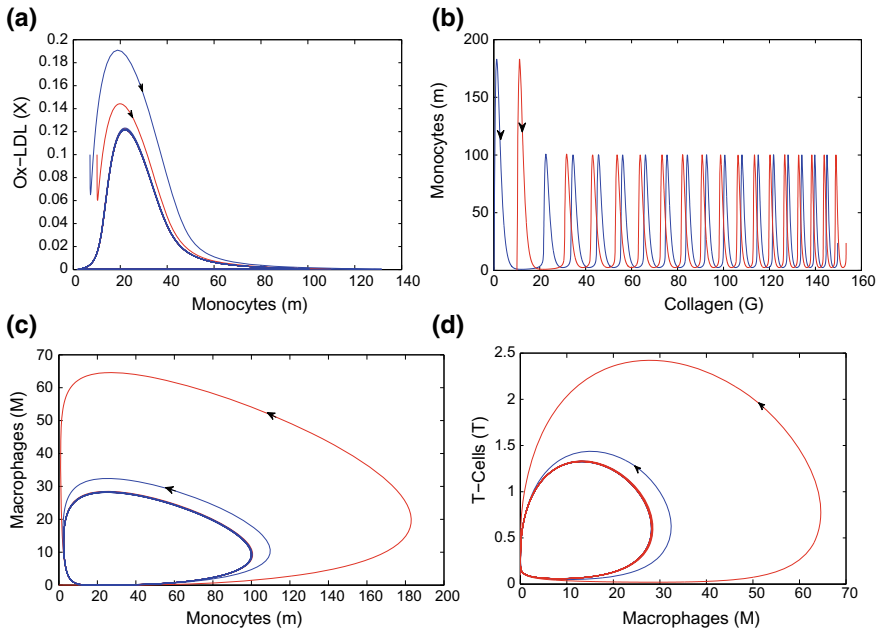 (a)
0.2
0.18
0.16
0.14
0.12
0.1
0.08
0.06
0.04
0.02
0
Ox-LDL (X)
0 20 40 60 80 100 120 140
Monocytes (m)
(b)
200
150
100
50
0
Monocytes (m)
0 20 40 60 80 100 120 140 160
Collagen (G)
(c)
70
60
50
40
30
20
10
0
Macrophages (M)
0 20 40 60 80 100 120 140 160 180 200
Monocytes (m)
(d)
2.5
2
1.5
1
0.5
0
T-Cells (T)
0 10 20 30 40 50 60 70
Macrophages (M)